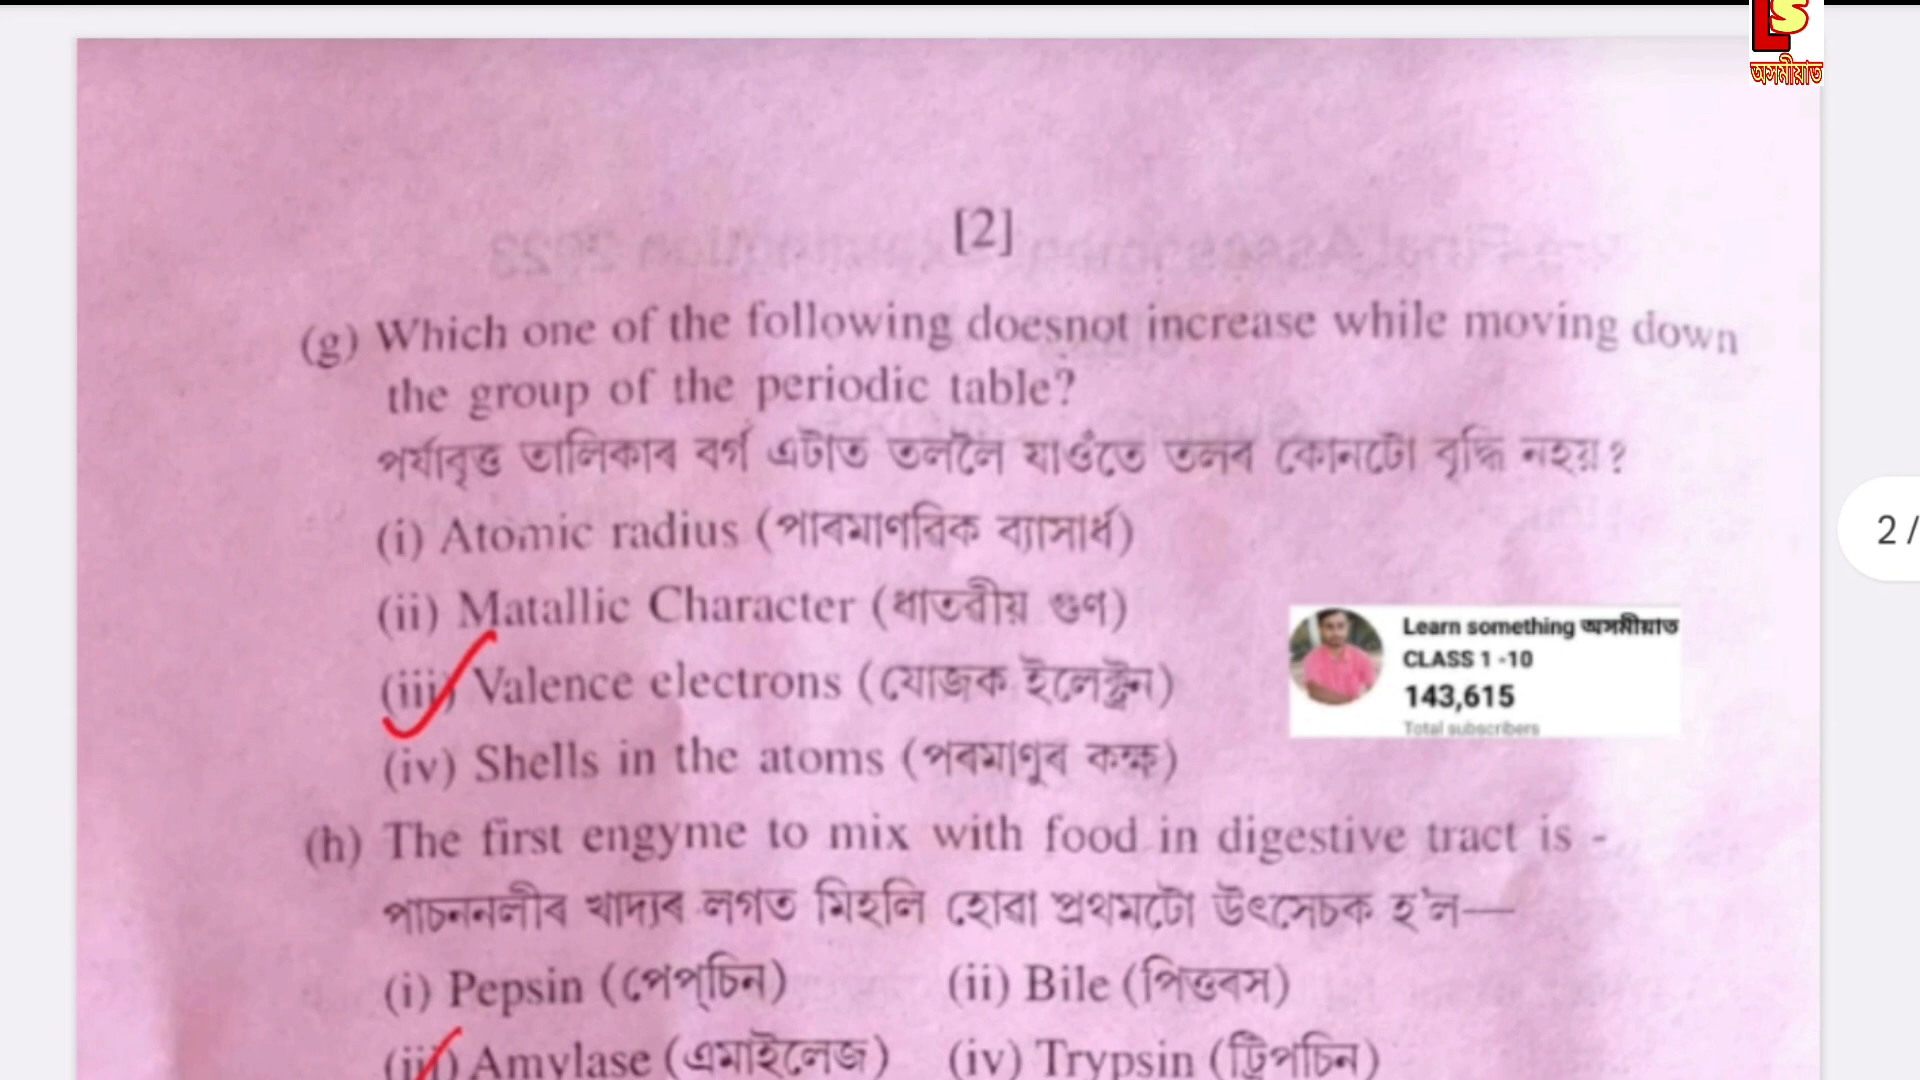 LS
অসমীয়াত
[2]
(g) Which one of the following doesnot increase while moving down
the group of the periodic table?
পৰ্যাবৃত্ত তালিকাৰ বৰ্গ এটাত তললৈ যাওঁতে তলৰ কোনটো বৃদ্ধি নহয়?
(i) Atomic radius (পাৰমাণৱিক ব্যাসাৰ্ধ)
(ii) Matallic Character (ধাতৱীয় গুণ)
(iii) Valence electrons (যোজক ইলেক্ট্ৰন)
(iv) Shells in the atoms (পৰমাণুৰ কক্ষ)
Learn something অসমীয়াত
CLASS 1 -10
143,615
Total subscribers
2 /
(h) The first engyme to mix with food in digestive tract is -
পাচননলীৰ খাদ্যৰ লগত মিহলি হোৱা প্ৰথমটো উৎসেচক হ'ল—
(i) Pepsin (পেপ্‌চিন) (ii) Bile (পিত্তৰস)
(iii) Amylase (এমাইলেজ) (iv) Trypsin (ট্ৰিপচিন)